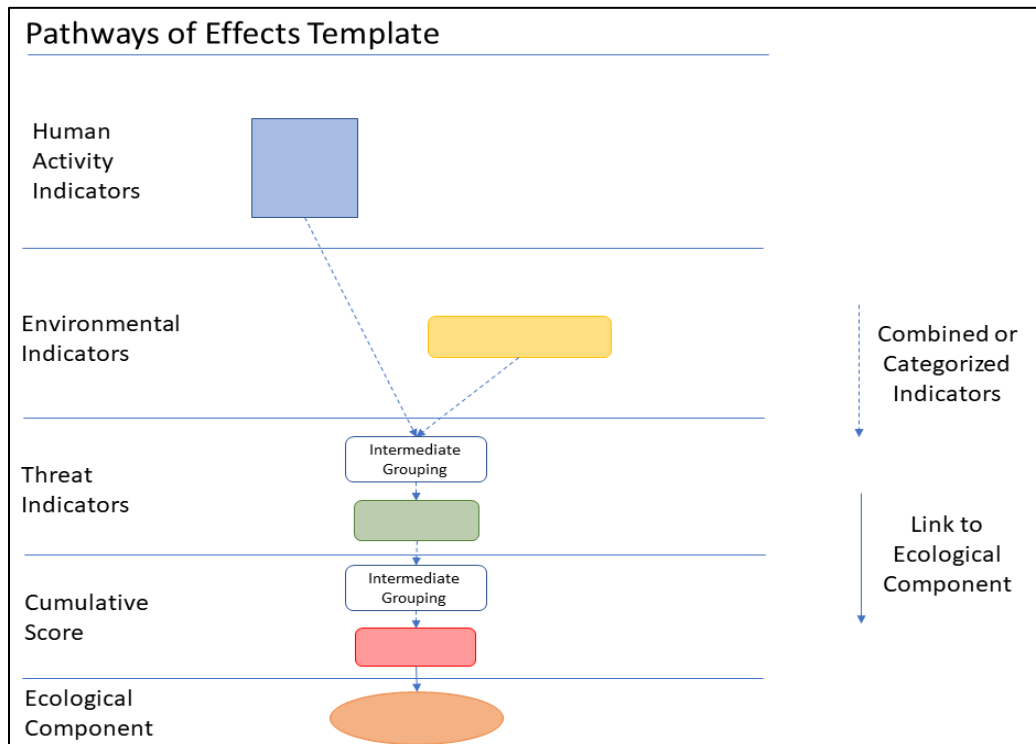 Pathways of Effects Template
Human
Activity
Indicators
Environmental
Indicators
Combined or
Categorized
Indicators
Threat
Indicators
Intermediate
Grouping
Link to
Ecological
Component
Cumulative
Score
Intermediate
Grouping
Ecological
Component